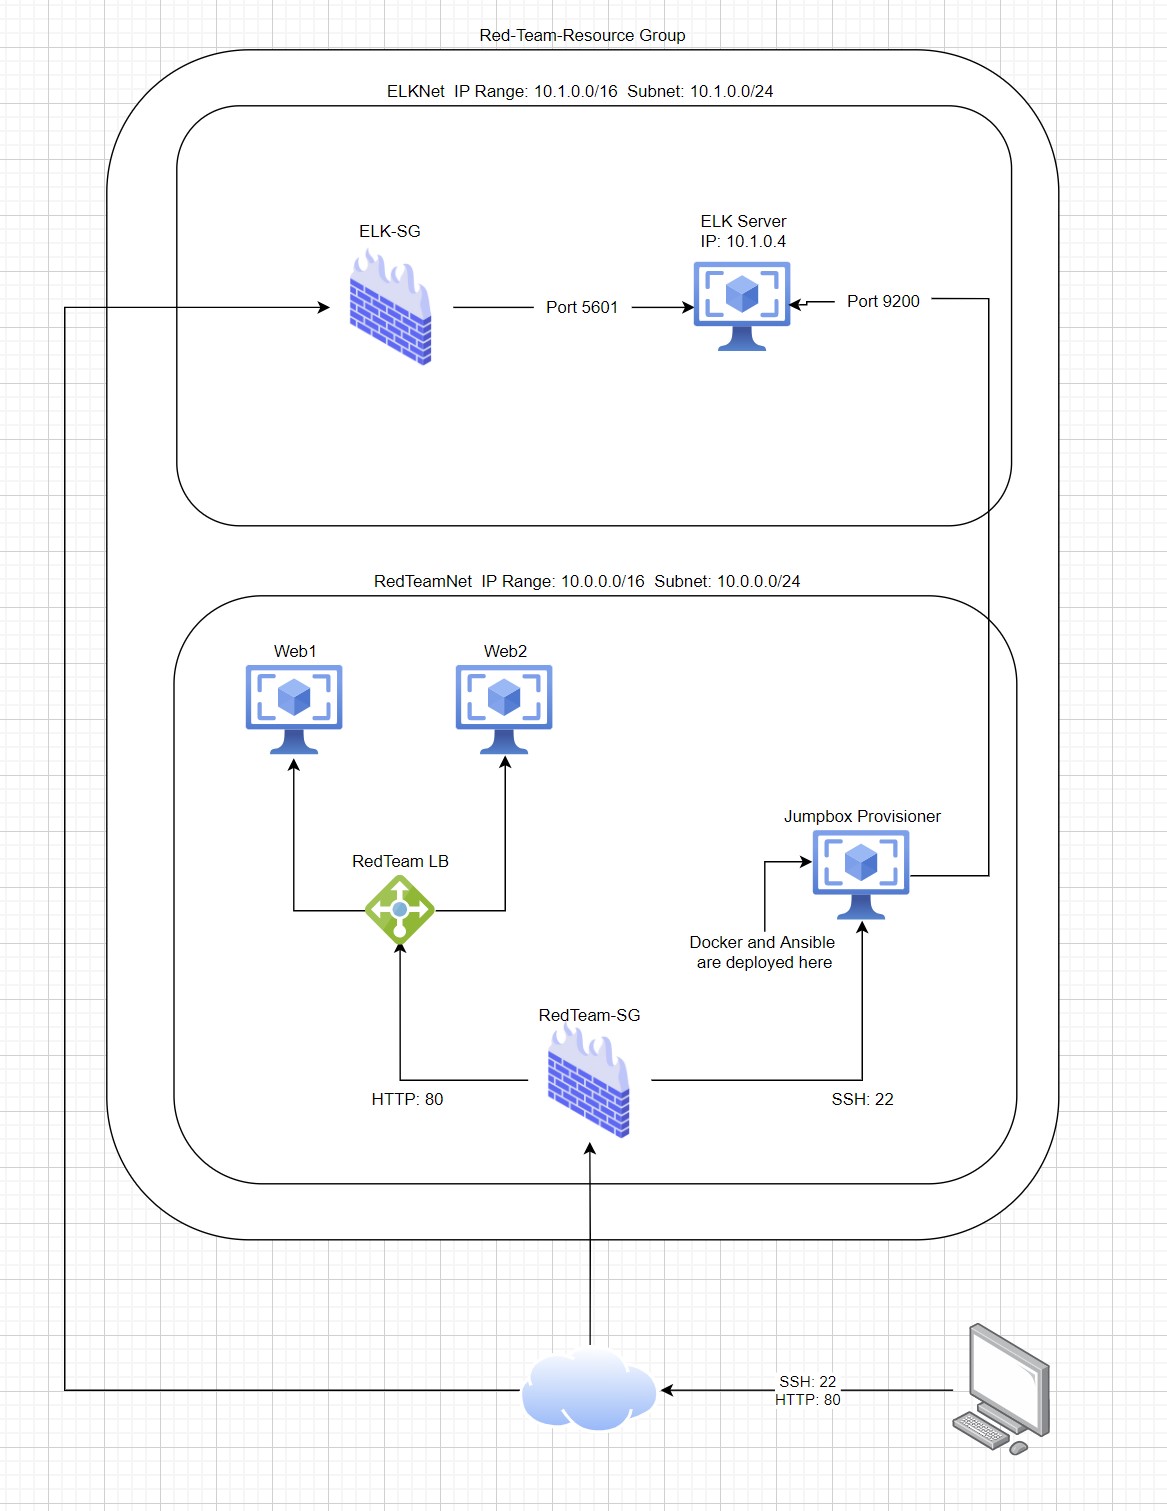 Red-Team-Resource Group
ELKNet  IP Range: 10.1.0.0/16  Subnet: 10.1.0.0/24
ELK-SG
ELK Server
IP: 10.1.0.4
Port 5601
Port 9200
RedTeamNet  IP Range: 10.0.0.0/16  Subnet: 10.0.0.0/24
Web1
Web2
Jumpbox Provisioner
RedTeam LB
Docker and Ansible
are deployed here
RedTeam-SG
HTTP: 80
SSH: 22
SSH: 22
HTTP: 80